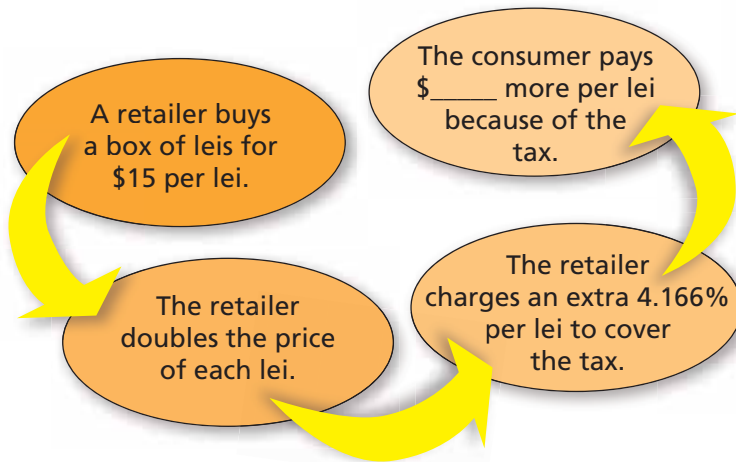 A retailer buys
a box of leis for
$15 per lei.
The retailer
doubles the price
of each lei.
The retailer
charges an extra 4.166%
per lei to cover
the tax.
The consumer pays
$_____ more per lei
because of the
tax.